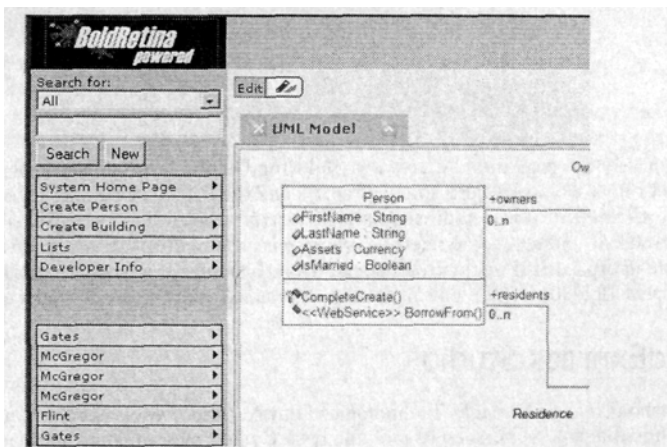 BoldRetina
powered
Search for:
All
Search New
System Home Page
Create Person
Create Building
Lists
Developer Info
Gates
McGregor
McGregor
McGregor
Flint
Gates
Edit
UML Model
Ow
Person
FirstName : String
LastName : String
Assets : Currency
IsMarried : Boolean
CompleteCreate()
<<WebService>> BorrowFrom()
+owners
0..n
+residents
0..n
Residence